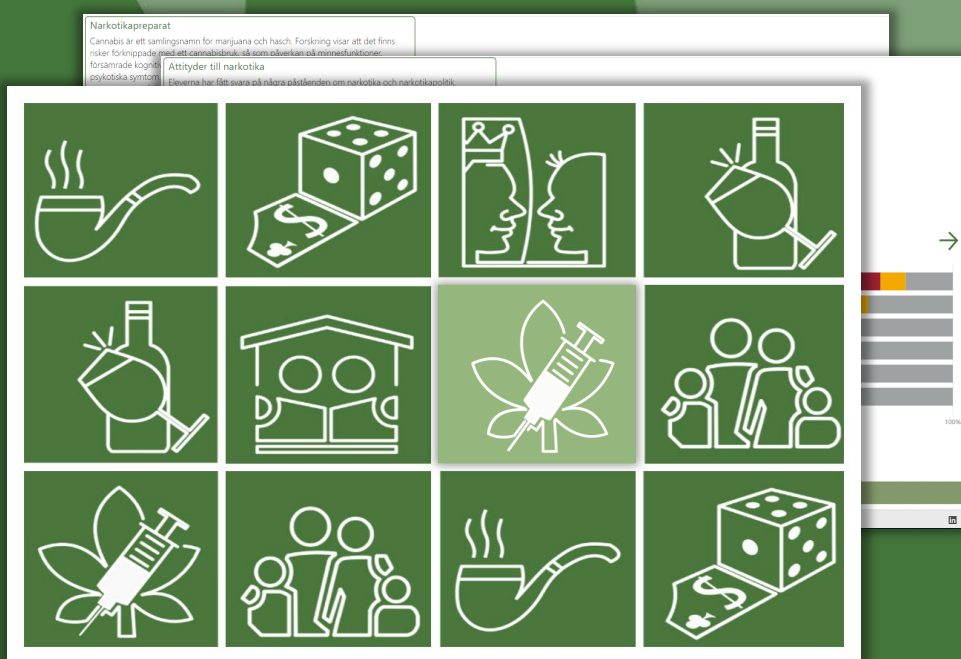 Narkotikapreparat
Cannabis är ett samlingsnamn för marijuana och hasch. Forskning visar att det finns
risker förknippade med ett cannabisbruk, så som påverkan på minnesfunktioner,
försämrade
psykotiska symtom.
Attityder till narkotika
Eleverna har fått svara på några påståenden om narkotika och narkotikapolitik.
$
$
100%
in